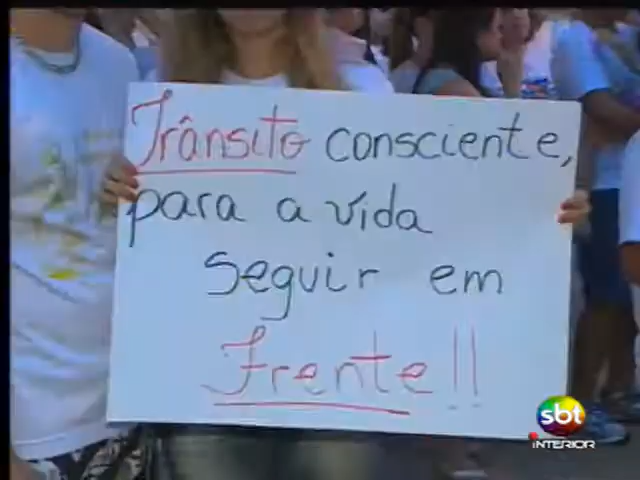 Trânsito consciente,
para a vida
seguir em
Frente!!
sbt
INTERIOR